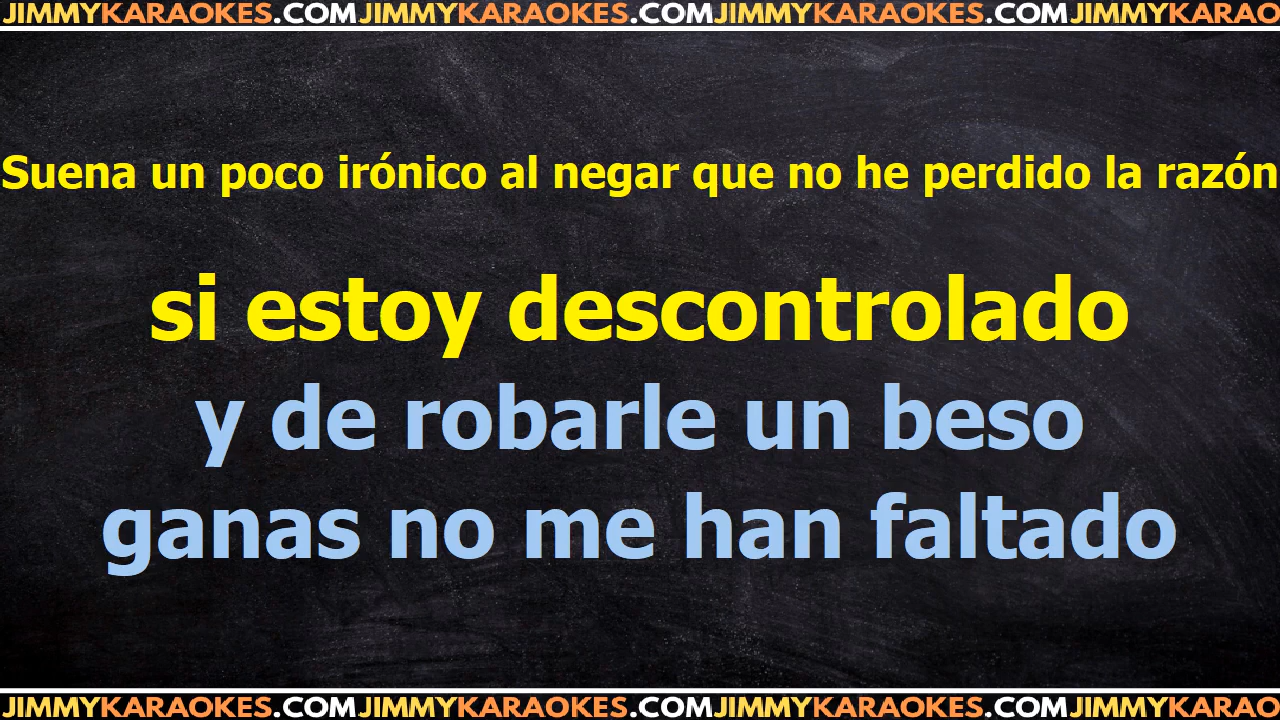 JIMMYKARAOKES.COMJIMMYKARAOKES.COMJIMMYKARAOKES.COMJIMMYKARAO
Suena un poco irónico al negar que no he perdido la razón
si estoy descontrolado
y de robarle un beso
ganas no me han faltado
JIMMYKARAOKES.COMJIMMYKARAOKES.COMJIMMYKARAOKES.COMJIMMYKARAO